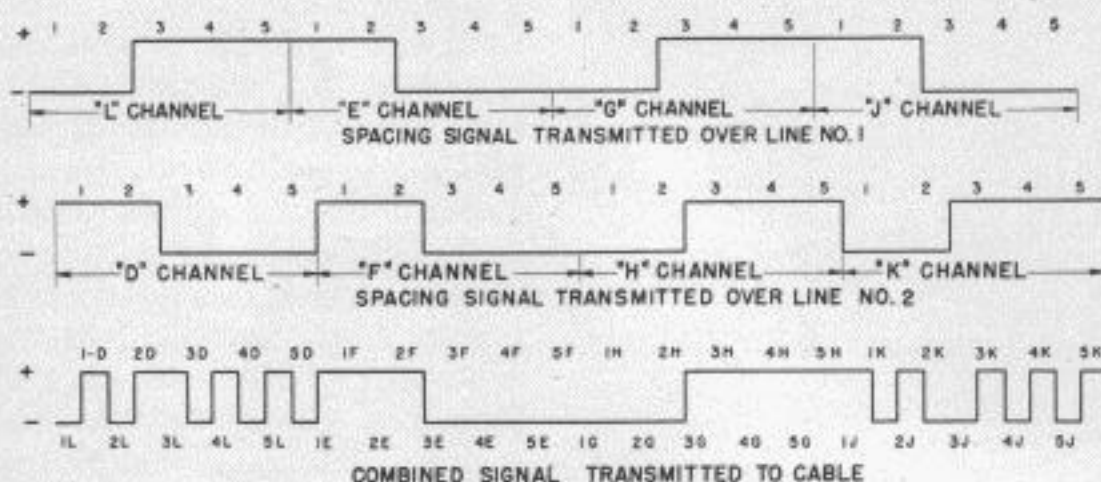 + 1 2 3 4 5 1 2 3 4 5 1 2 3 4 5 1 2 3 4 5
−
"L" CHANNEL "E" CHANNEL "G" CHANNEL "J" CHANNEL
SPACING SIGNAL TRANSMITTED OVER LINE NO. 1
1 2 3 4 5 1 2 3 4 5 1 2 3 4 5 1 2 3 4 5
+
−
"D" CHANNEL "F" CHANNEL "H" CHANNEL "K" CHANNEL
SPACING SIGNAL TRANSMITTED OVER LINE NO. 2
1-D 2D 3D 4D 5D 1F 2F 3F 4F 5F 1H 2H 3H 4H 5H 1K 2K 3K 4K 5K
+
−
1L 2L 3L 4L 5L 1E 2E 3E 4E 5E 1G 2G 3G 4G 5G 1J 2J 3J 4J 5J
COMBINED SIGNAL TRANSMITTED TO CABLE